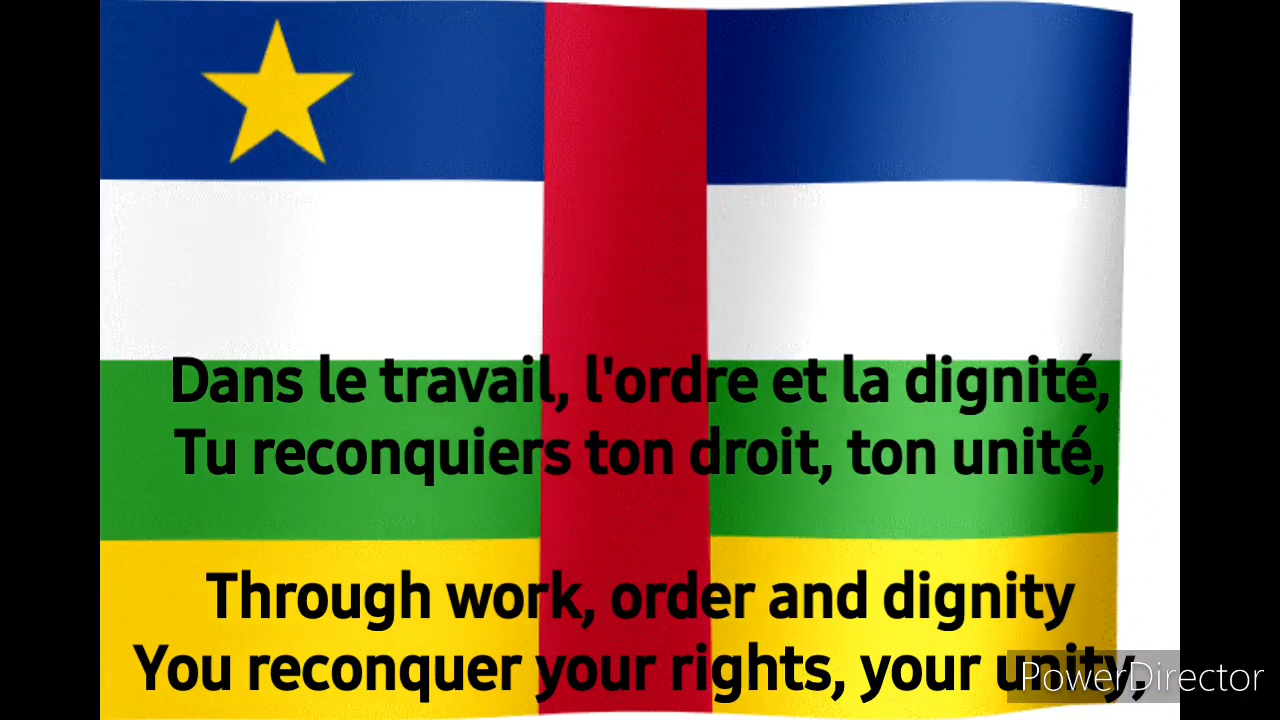 Dans le travail, l'ordre et la dignité,
Tu reconquiers ton droit, ton unité,
Through work, order and dignity
You reconquer your rights, your unity,
PowerDirector